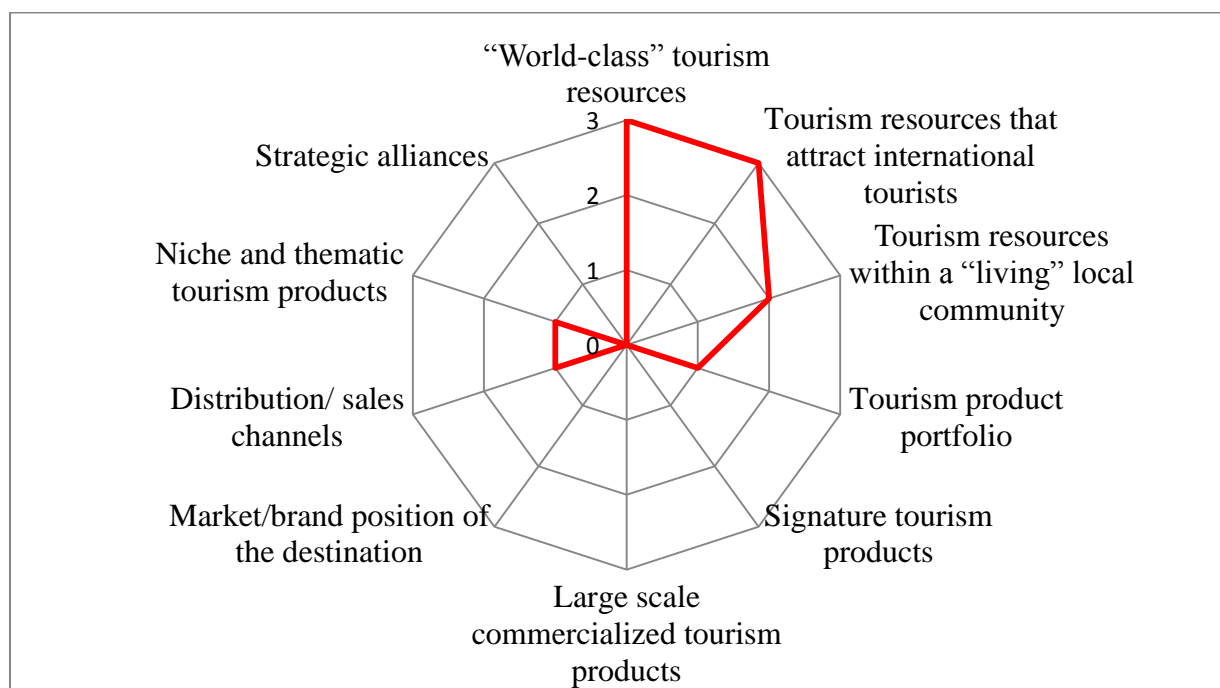 “World-class” tourism
resources
Tourism resources that
attract international
tourists
Tourism resources
within a “living” local
community
Tourism product
portfolio
Signature tourism
products
Large scale
commercialized tourism
products
Market/brand position of
the destination
Distribution/ sales
channels
Niche and thematic
tourism products
Strategic alliances
3
2
1
0